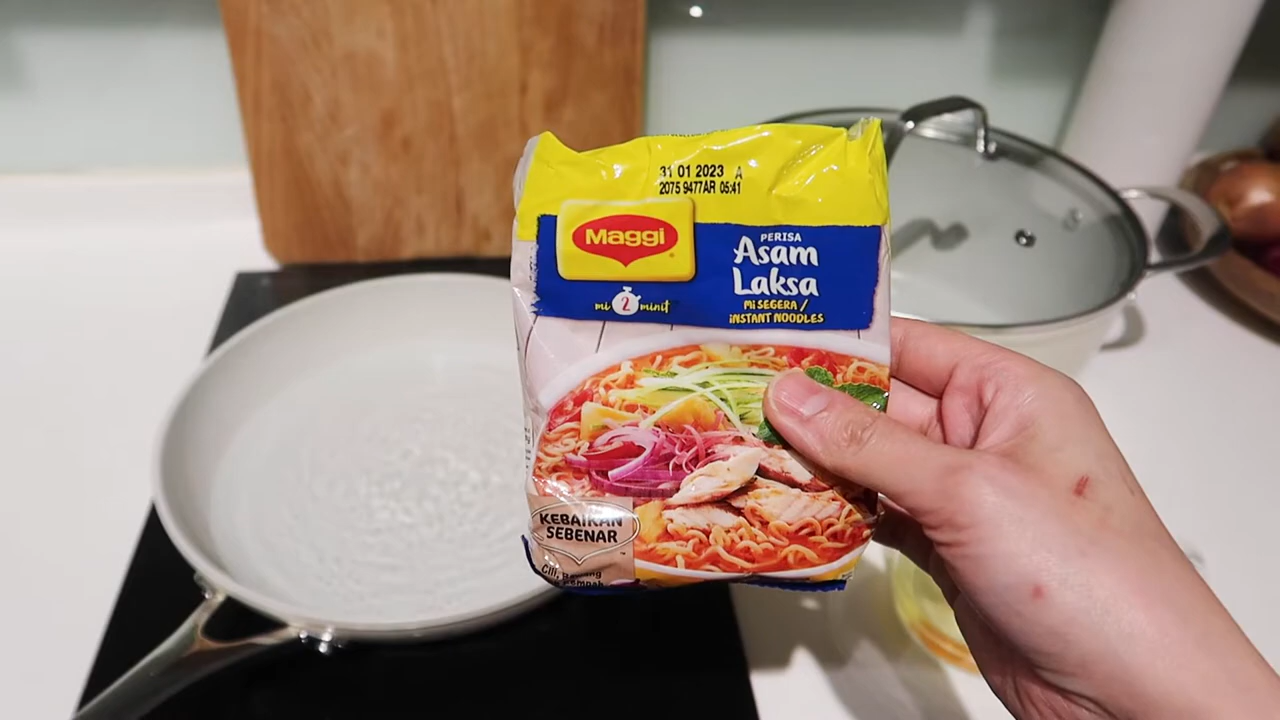 31 01 2023 A
2075 9477AR 05:41
Maggi
PERISA
Asam
Laksa
mi 2 minit
Mi SEGERA /
iNSTANT NOODLES
KEBAIKAN
SEBENAR
Cili,